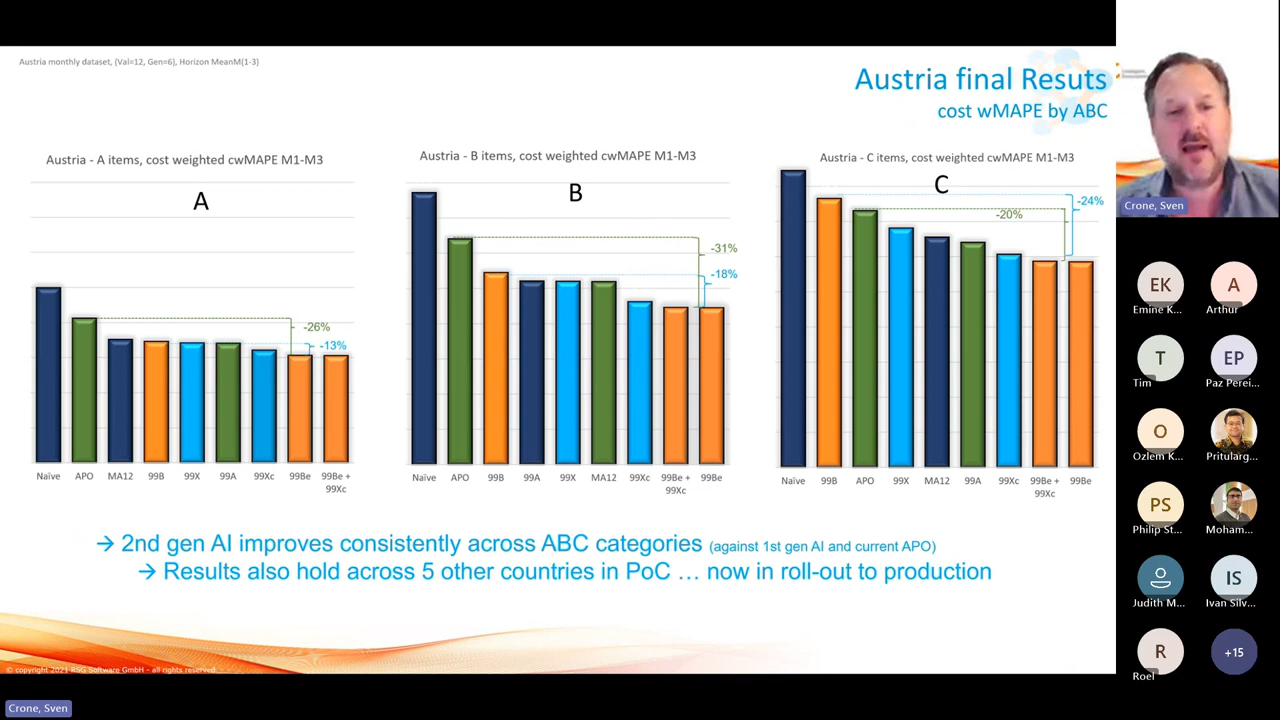 Austria monthly dataset, (Val=12, Gen=6), Horizon MeanM(1-3)
Austria final Resuts
cost wMAPE by ABC
Austria - A items, cost weighted cwMAPE M1-M3
A
-26%
-13%
Naïve APO MA12 99B 99X 99A 99Xc 99Be 99Be +
99Xc
Austria - B items, cost weighted cwMAPE M1-M3
B
-31%
-18%
Naïve APO 99B 99A 99X MA12 99Xc 99Be + 99Be
99Xc
Austria - C items, cost weighted cwMAPE M1-M3
C
-24%
-20%
Naïve 99B APO 99X MA12 99A 99Xc 99Be + 99Be
99Xc
→ 2nd gen AI improves consistently across ABC categories (against 1st gen AI and current APO)
→ Results also hold across 5 other countries in PoC … now in roll-out to production
© copyright 2021 RSG Software GmbH - all rights reserved
Crone, Sven
Crone, Sven
EK A
Emine K... Arthur
T EP
Tim Paz Perei...
O
Ozlem K... Pritularg...
PS
Philip St... Moham...
IS
Judith M... Ivan Silv...
R +15
Roel